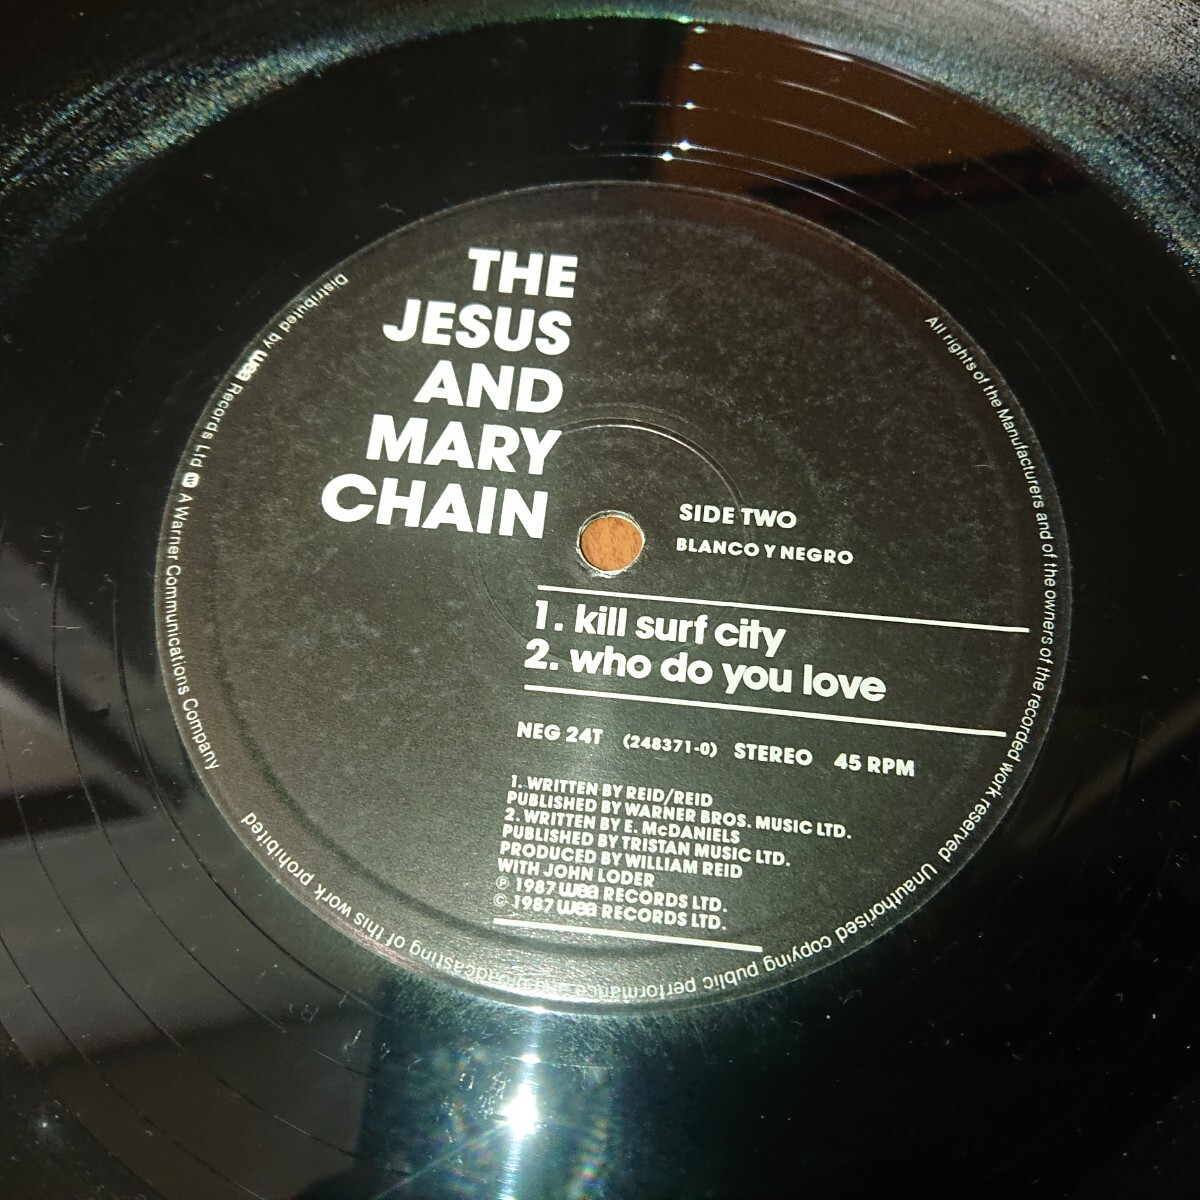 THE
JESUS
AND
MARY
CHAIN
SIDE TWO
BLANCO Y NEGRO
1. kill surf city
2. who do you love
NEG 24T (248371-0) STEREO 45 RPM
1. WRITTEN BY REID/REID
PUBLISHED BY WARNER BROS. MUSIC LTD.
2. WRITTEN BY E. McDANIELS
PUBLISHED BY TRISTAN MUSIC LTD.
PRODUCED BY WILLIAM REID
WITH JOHN LODER
℗ 1987 wea RECORDS LTD.
© 1987 wea RECORDS LTD.
Distributed by wea Records Ltd w A Warner Communications Company
All rights of the Manufacturers and of the owners of the recorded work reserved Unauthorised copying public performance broadcasting of this work prohibited